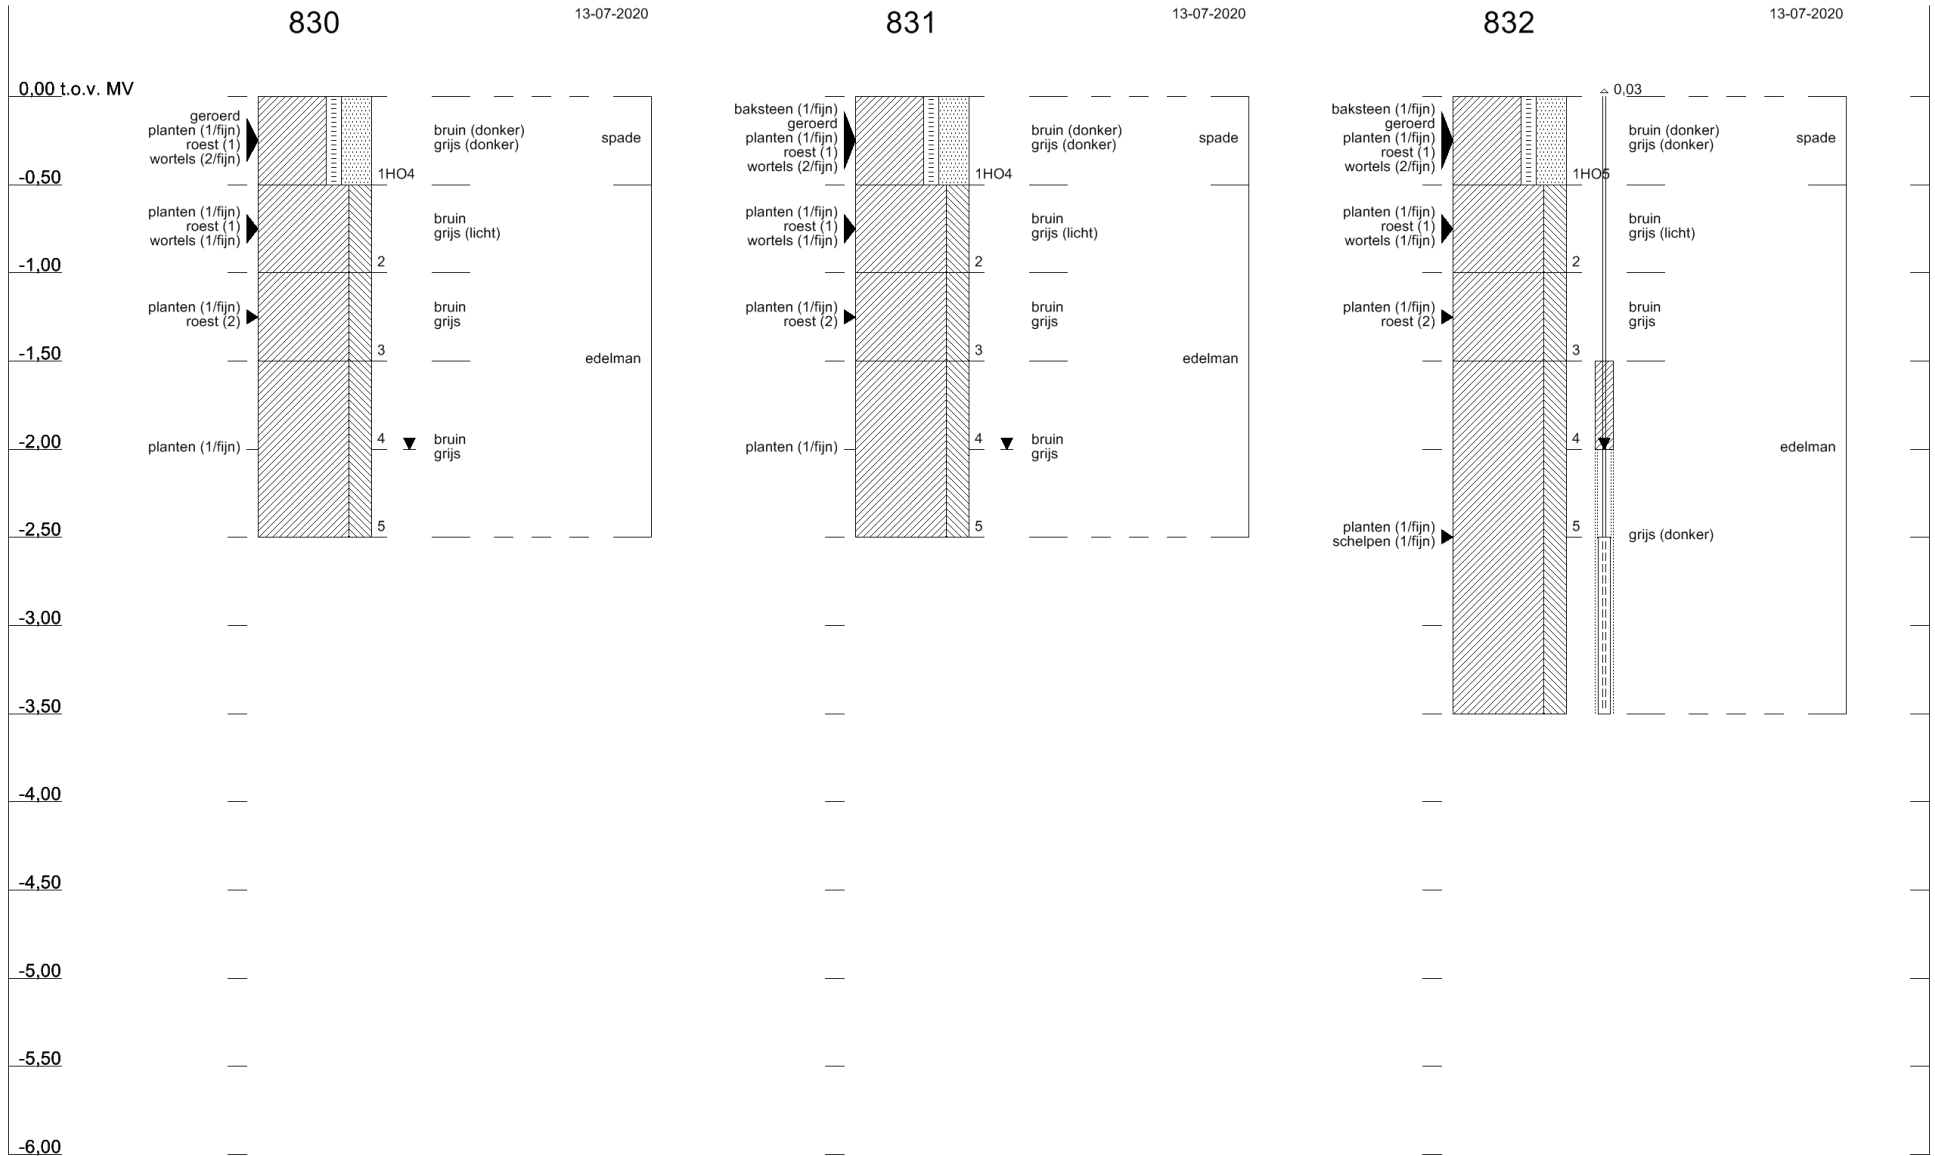 830
13-07-2020
831
13-07-2020
832
13-07-2020
0,00 t.o.v. MV
-0,50
-1,00
-1,50
-2,00
-2,50
-3,00
-3,50
-4,00
-4,50
-5,00
-5,50
-6,00
geroerd
planten (1/fijn)
roest (1)
wortels (2/fijn)
1HO4
bruin (donker)
grijs (donker)
spade
planten (1/fijn)
roest (1)
wortels (1/fijn)
2
bruin
grijs (licht)
planten (1/fijn)
roest (2)
3
bruin
grijs
edelman
planten (1/fijn)
4
bruin
grijs
5
baksteen (1/fijn)
geroerd
planten (1/fijn)
roest (1)
wortels (2/fijn)
1HO4
bruin (donker)
grijs (donker)
spade
planten (1/fijn)
roest (1)
wortels (1/fijn)
2
bruin
grijs (licht)
planten (1/fijn)
roest (2)
3
bruin
grijs
edelman
planten (1/fijn)
4
bruin
grijs
5
0,03
baksteen (1/fijn)
geroerd
planten (1/fijn)
roest (1)
wortels (2/fijn)
1HO5
bruin (donker)
grijs (donker)
spade
planten (1/fijn)
roest (1)
wortels (1/fijn)
2
bruin
grijs (licht)
planten (1/fijn)
roest (2)
3
bruin
grijs
4
edelman
planten (1/fijn)
schelpen (1/fijn)
5
grijs (donker)